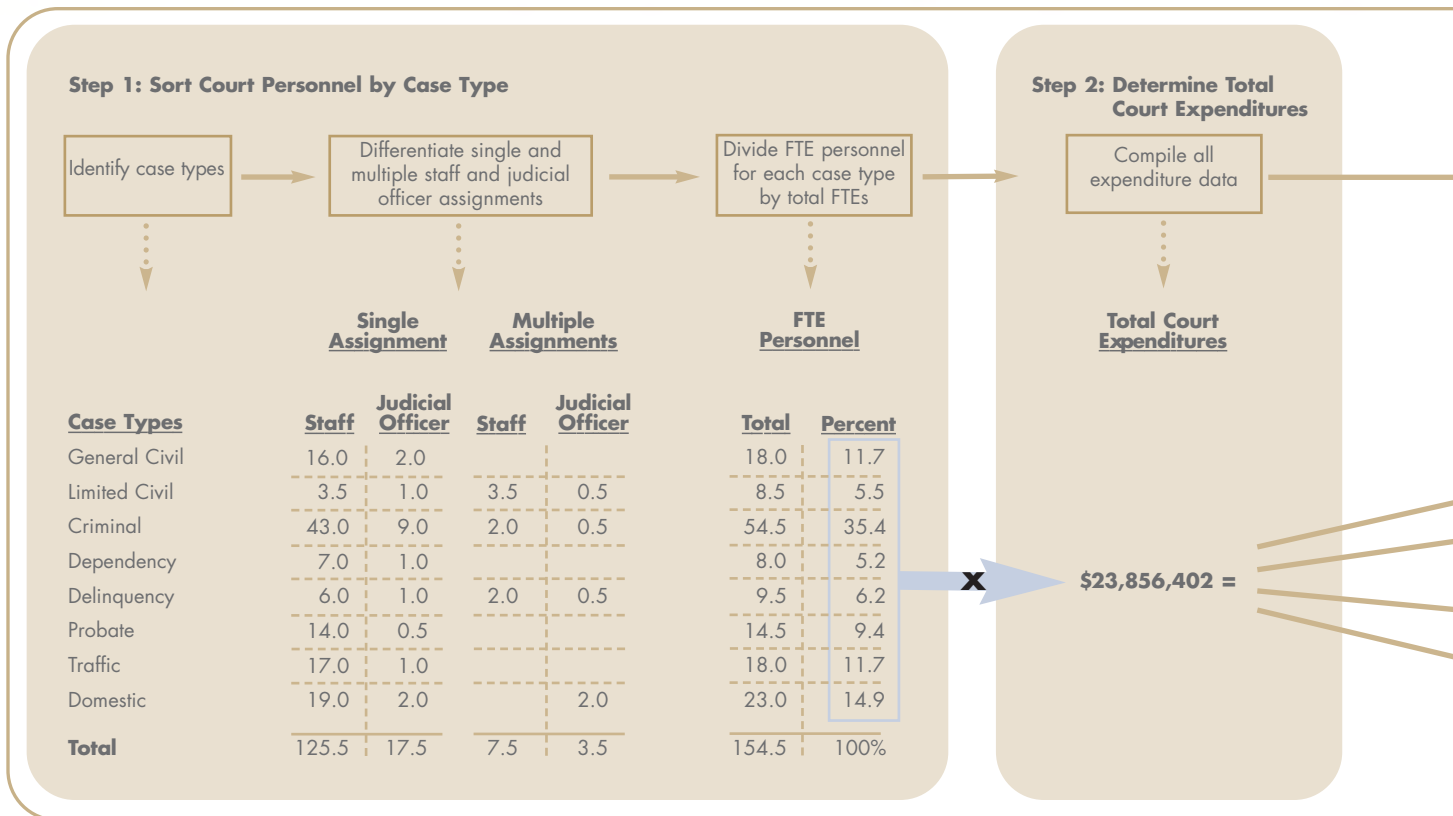 Step 1: Sort Court Personnel by Case Type
Identify case types
Differentiate single and
multiple staff and judicial
officer assignments
Divide FTE personnel
for each case type
by total FTEs
Single
Assignment
Multiple
Assignments
FTE
Personnel
Case Types Staff Judicial Officer Staff Judicial Officer Total Percent
General Civil 16.0 2.0 18.0 11.7
Limited Civil 3.5 1.0 3.5 0.5 8.5 5.5
Criminal 43.0 9.0 2.0 0.5 54.5 35.4
Dependency 7.0 1.0 8.0 5.2
Delinquency 6.0 1.0 2.0 0.5 9.5 6.2
Probate 14.0 0.5 14.5 9.4
Traffic 17.0 1.0 18.0 11.7
Domestic 19.0 2.0 2.0 23.0 14.9
Total 125.5 17.5 7.5 3.5 154.5 100%
x
Step 2: Determine Total
Court Expenditures
Compile all
expenditure data
Total Court
Expenditures
$23,856,402 =